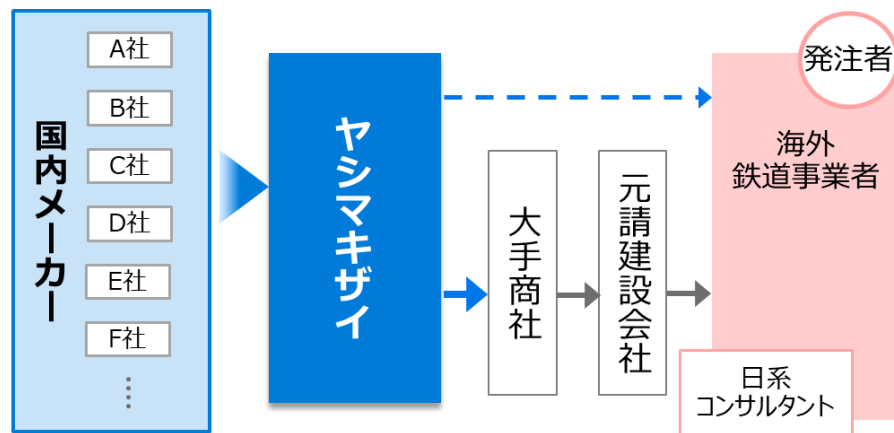 国内メーカー
A社
B社
C社
D社
E社
F社
ヤシマキザイ
大手商社
元請建設会社
発注者
海外
鉄道事業者
日系
コンサルタント